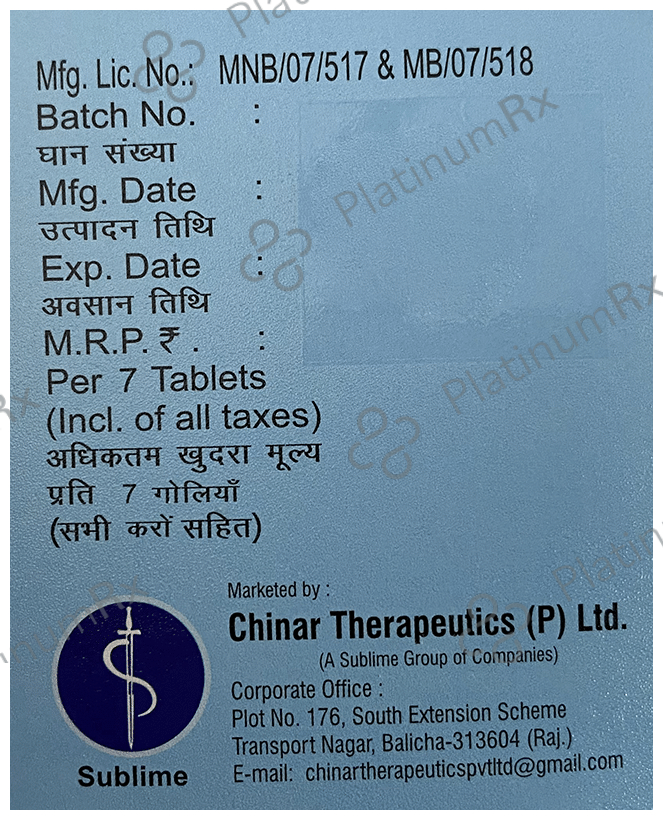 Mfg. Lic. No.: MNB/07/517 & MB/07/518
Batch No. :
घान संख्या
Mfg. Date :
उत्पादन तिथि
Exp. Date :
अवसान तिथि
M.R.P. ₹ . :
Per 7 Tablets
(Incl. of all taxes)
अधिकतम खुदरा मूल्य
प्रति 7 गोलियाँ
(सभी करों सहित)
Marketed by :
Chinar Therapeutics (P) Ltd.
(A Sublime Group of Companies)
Corporate Office :
Plot No. 176, South Extension Scheme
Transport Nagar, Balicha-313604 (Raj.)
E-mail: chinartherapeuticspvtltd@gmail.com
Sublime
PlatinumRx
PlatinumRx
PlatinumRx